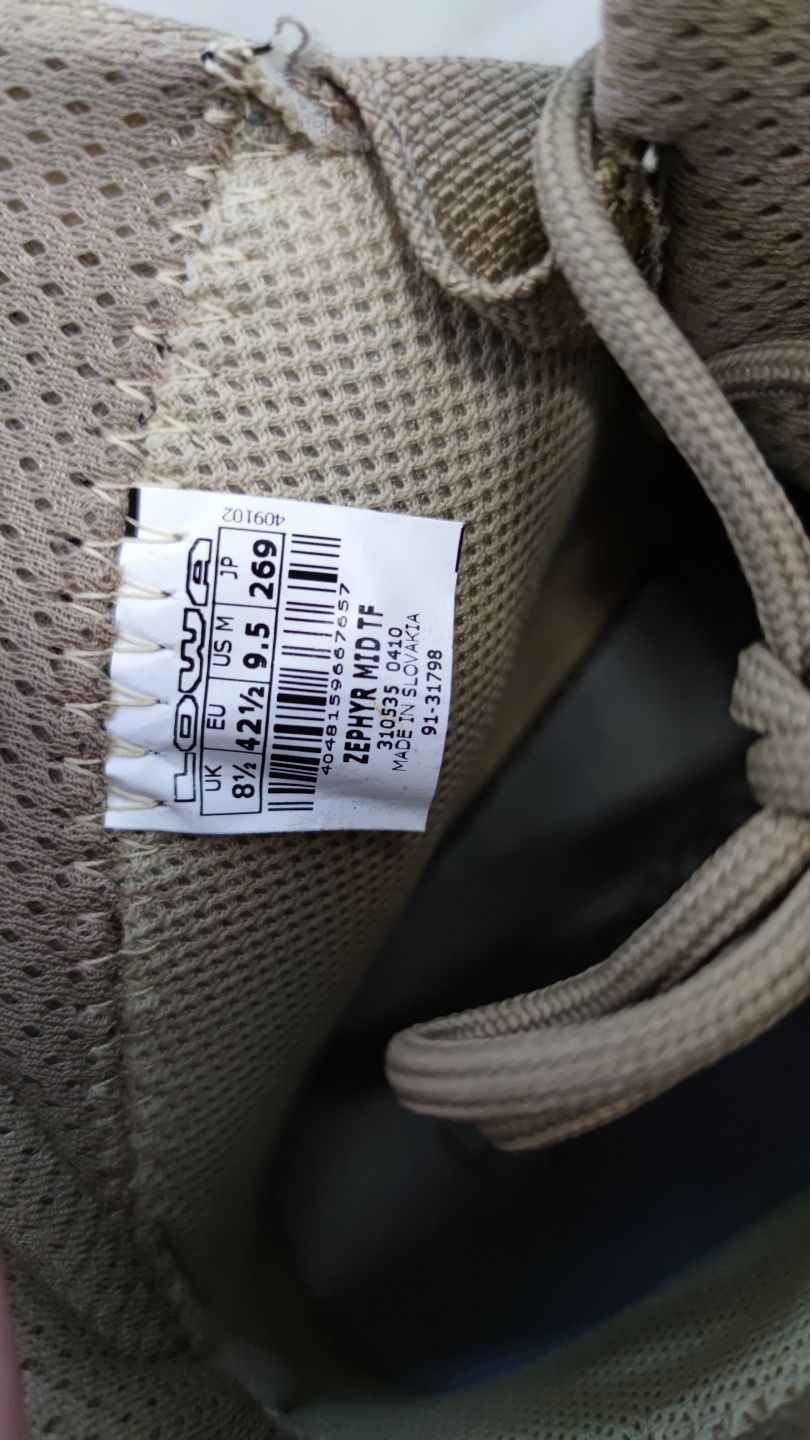 LOWA
UK EU US M JP
8½ 42½ 9.5 269
4048159667657
ZEPHYR MID TF
310535 0410
MADE IN SLOVAKIA
91-31798
409102